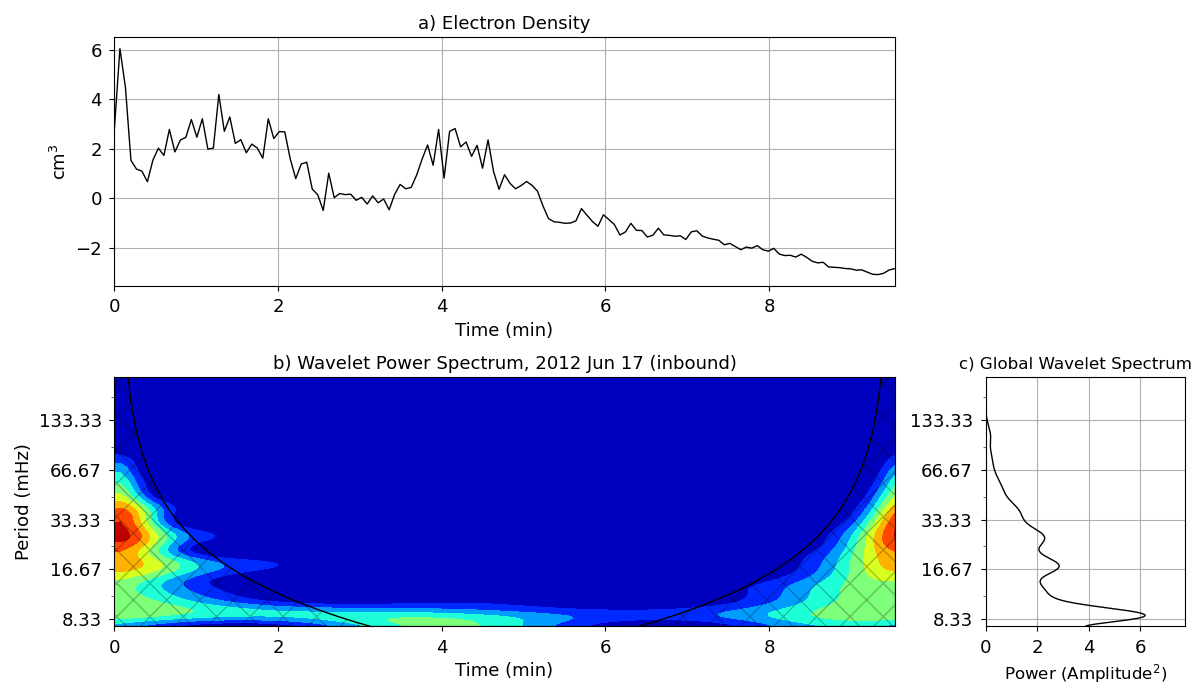 a) Electron Density
6
4
2
0
−2
cm³
0 2 4 6 8
Time (min)
b) Wavelet Power Spectrum, 2012 Jun 17 (inbound)
133.33
66.67
33.33
16.67
8.33
Period (mHz)
0 2 4 6 8
Time (min)
c) Global Wavelet Spectrum
133.33
66.67
33.33
16.67
8.33
0 2 4 6
Power (Amplitude²)